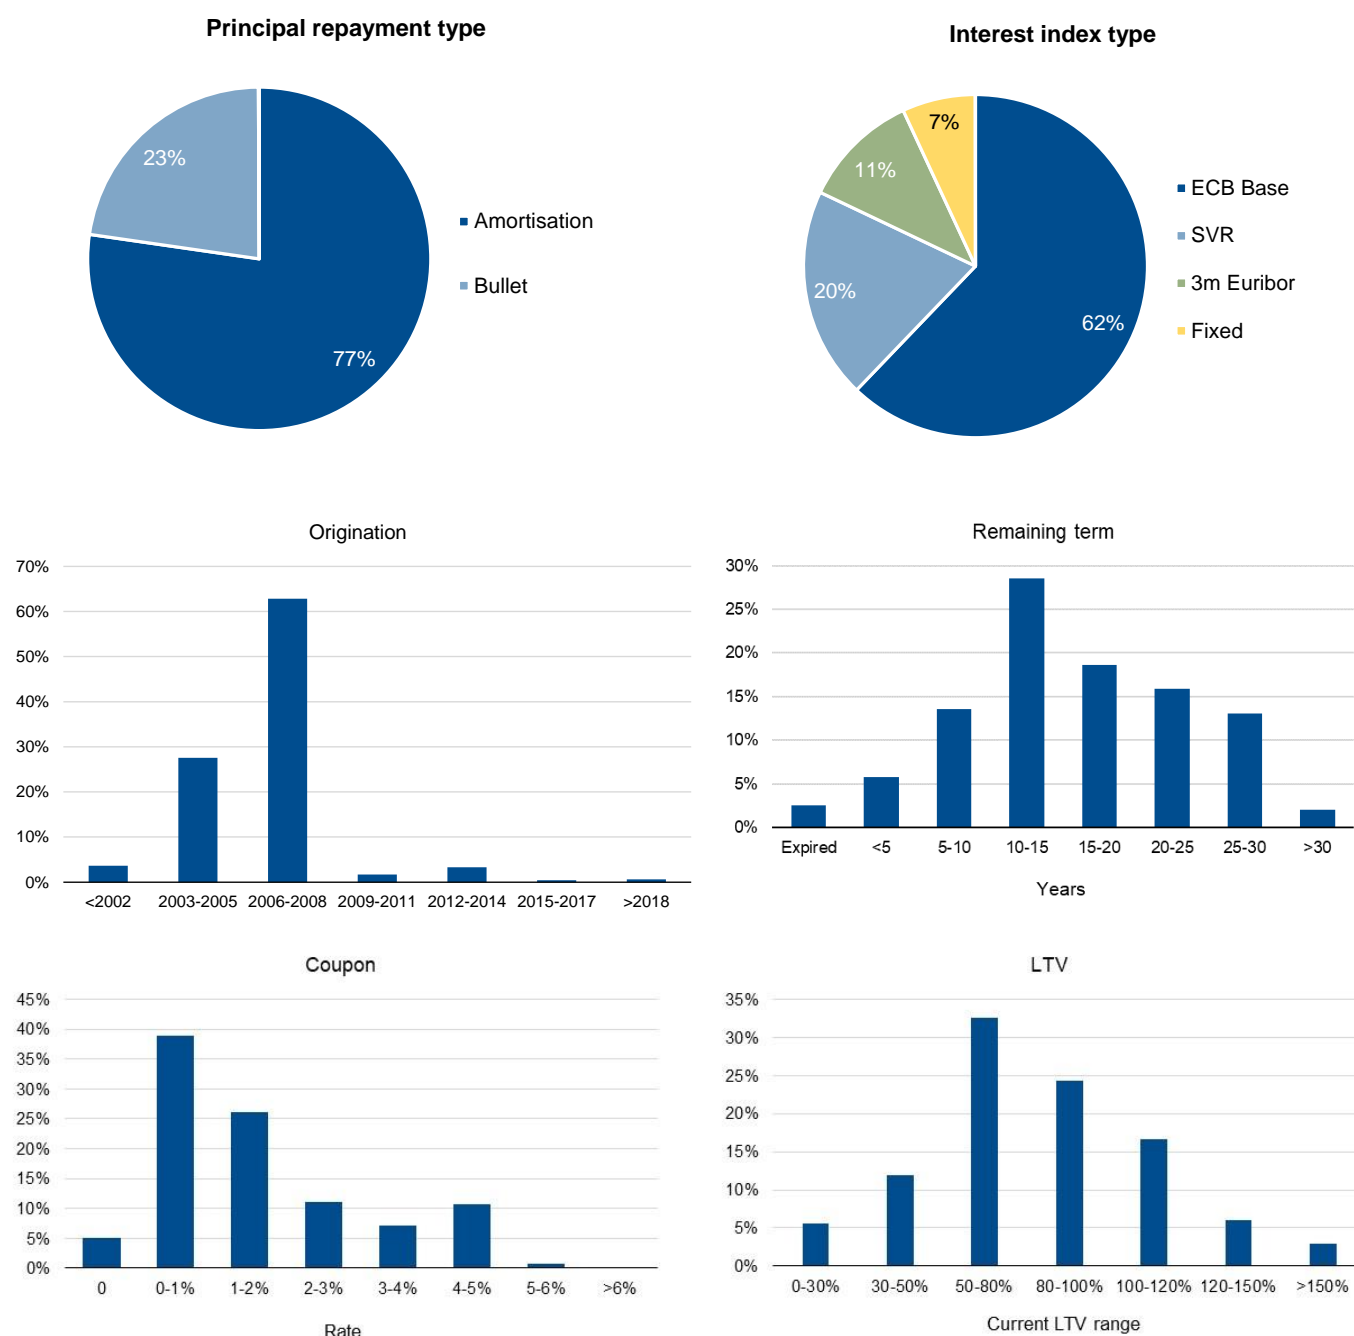 Principal repayment type
23%
77%
Amortisation
Bullet
Interest index type
7%
11%
20%
62%
ECB Base
SVR
3m Euribor
Fixed
Origination
70%
60%
50%
40%
30%
20%
10%
0%
<2002 2003-2005 2006-2008 2009-2011 2012-2014 2015-2017 >2018
Remaining term
30%
25%
20%
15%
10%
5%
0%
Expired <5 5-10 10-15 15-20 20-25 25-30 >30
Years
Coupon
45%
40%
35%
30%
25%
20%
15%
10%
5%
0%
0 0-1% 1-2% 2-3% 3-4% 4-5% 5-6% >6%
Rate
LTV
35%
30%
25%
20%
15%
10%
5%
0%
0-30% 30-50% 50-80% 80-100% 100-120% 120-150% >150%
Current LTV range